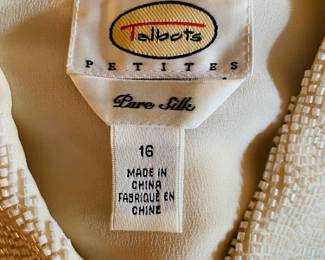 Talbots
PETITES
Pure Silk
16
MADE IN
CHINA
FABRIQUÉ EN
CHINE